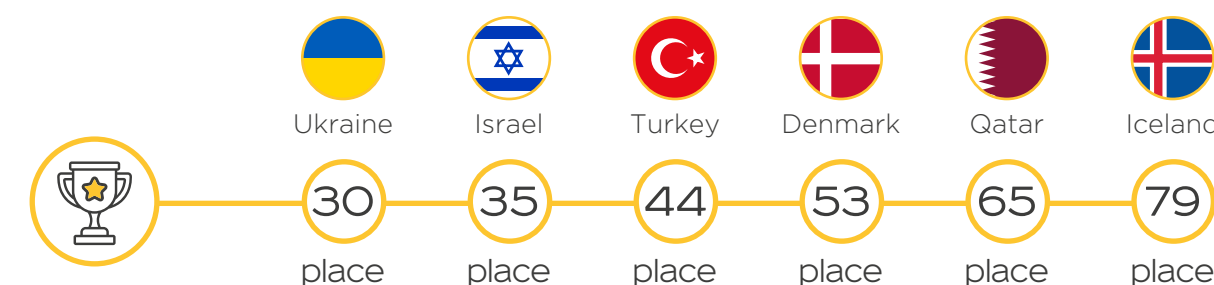 Ukraine Israel Turkey Denmark Qatar Iceland
30 35 44 53 65 79
place place place place place place